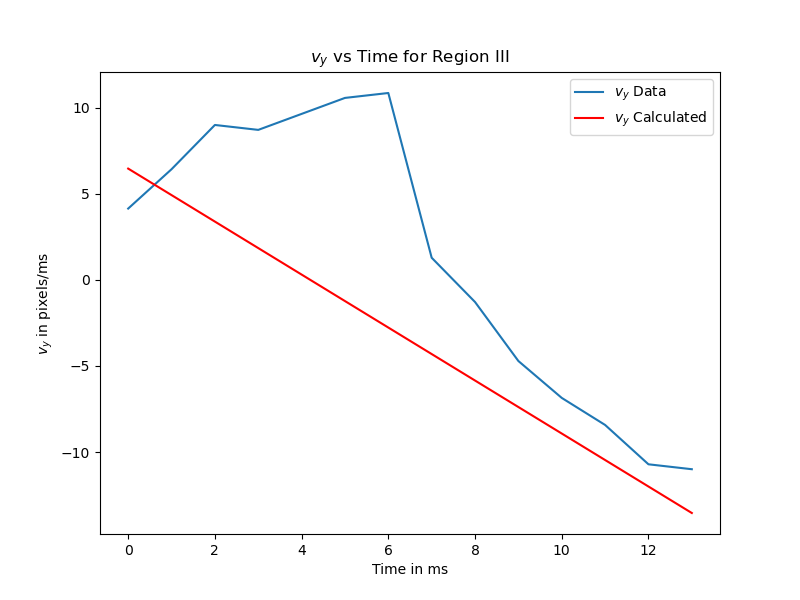 v_y vs Time for Region III
v_y Data
v_y Calculated
10
5
0
−5
−10
v_y in pixels/ms
0 2 4 6 8 10 12
Time in ms